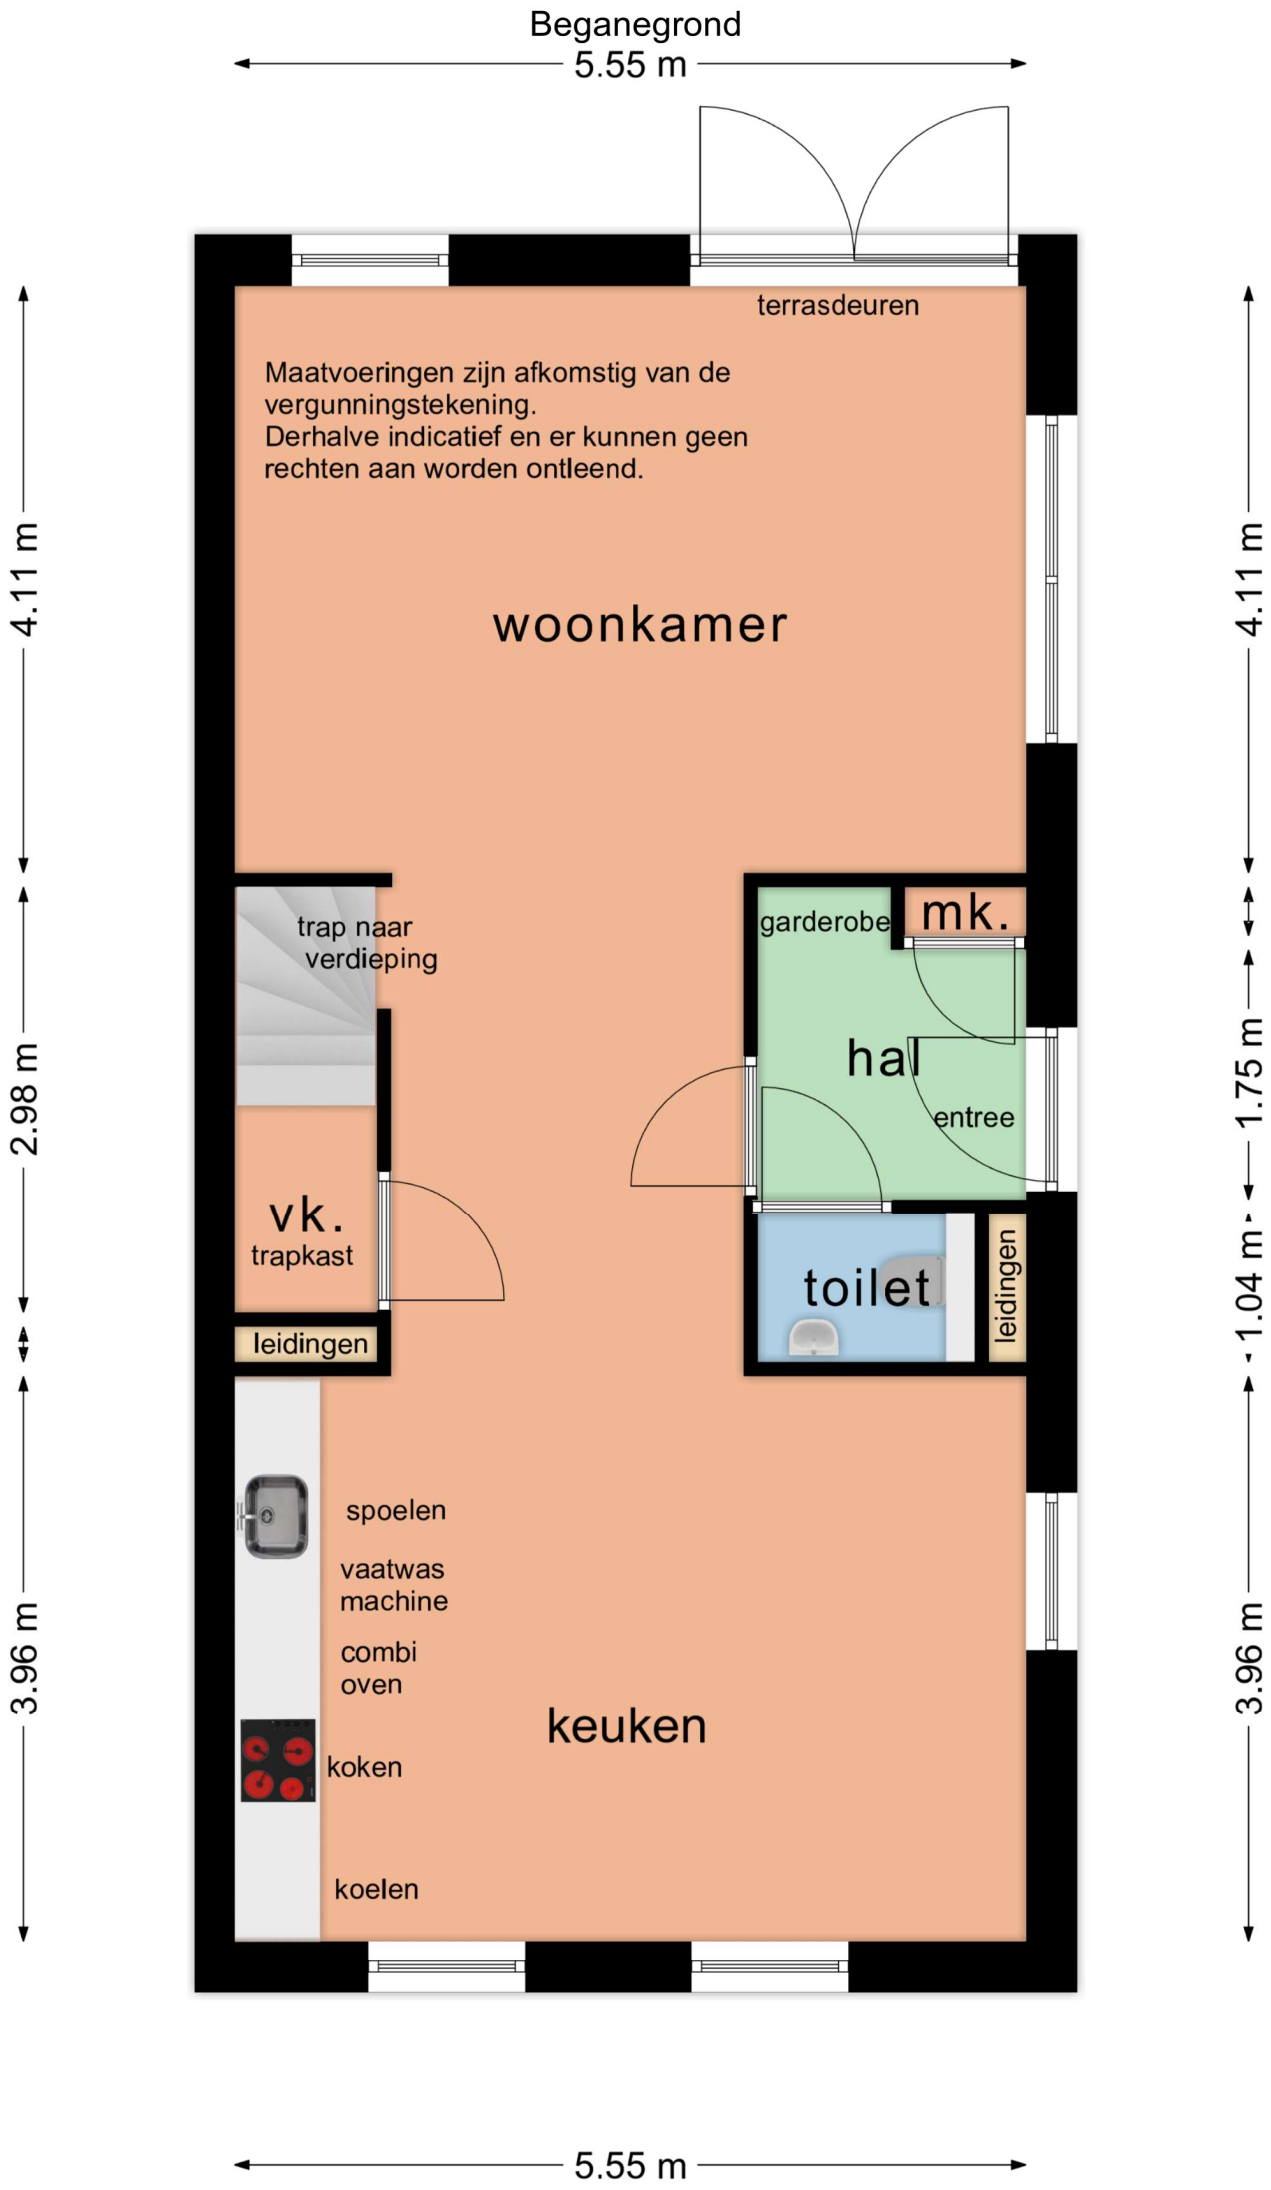 Beganegrond
5.55 m
terrasdeuren
Maatvoeringen zijn afkomstig van de
vergunningstekening.
Derhalve indicatief en er kunnen geen
rechten aan worden ontleend.
4.11 m
4.11 m
woonkamer
garderobe
mk.
trap naar
verdieping
hal
1.75 m
2.98 m
entree
vk.
trapkast
toilet
leidingen
1.04 m
leidingen
spoelen
vaatwas
machine
combi
oven
3.96 m
3.96 m
keuken
koken
koelen
5.55 m